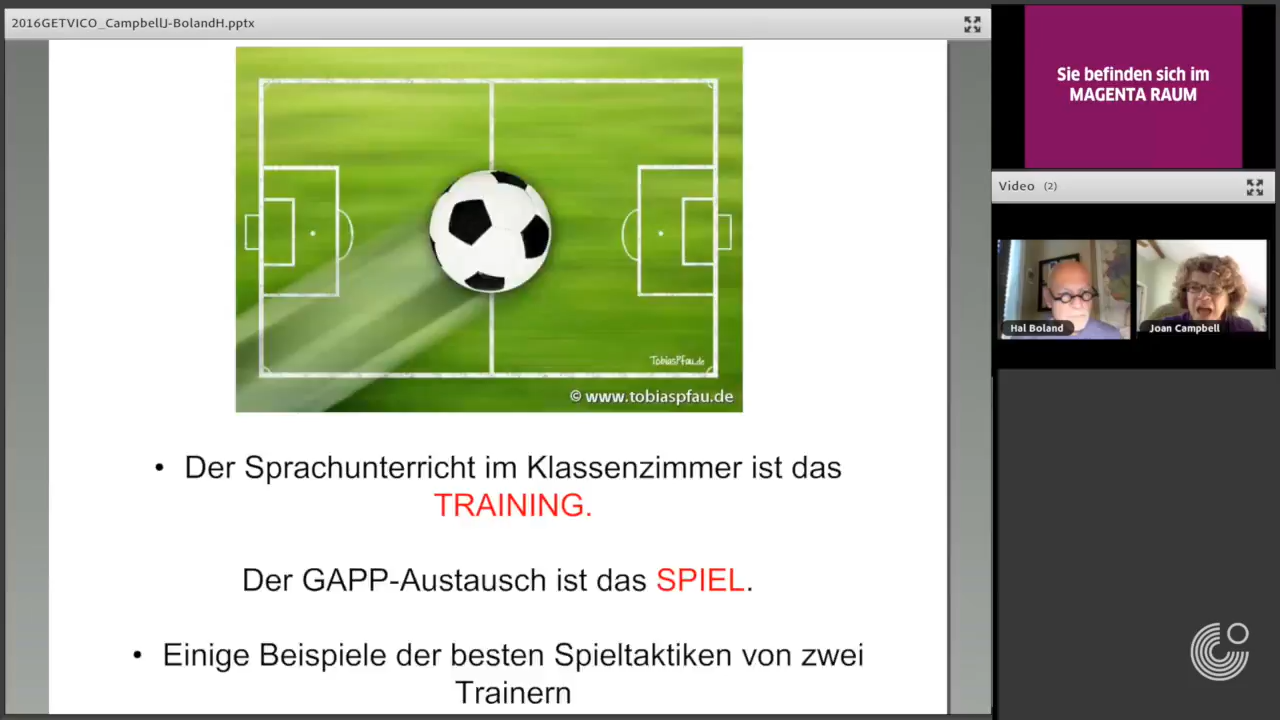 2016GETVICO_CampbellJ-BolandH.pptx
Sie befinden sich im
MAGENTA RAUM
Video (2)
Hal Boland
Joan Campbell
TobiasPfau.de
© www.tobiaspfau.de
• Der Sprachunterricht im Klassenzimmer ist das
TRAINING.
Der GAPP-Austausch ist das SPIEL.
• Einige Beispiele der besten Spieltaktiken von zwei
Trainern